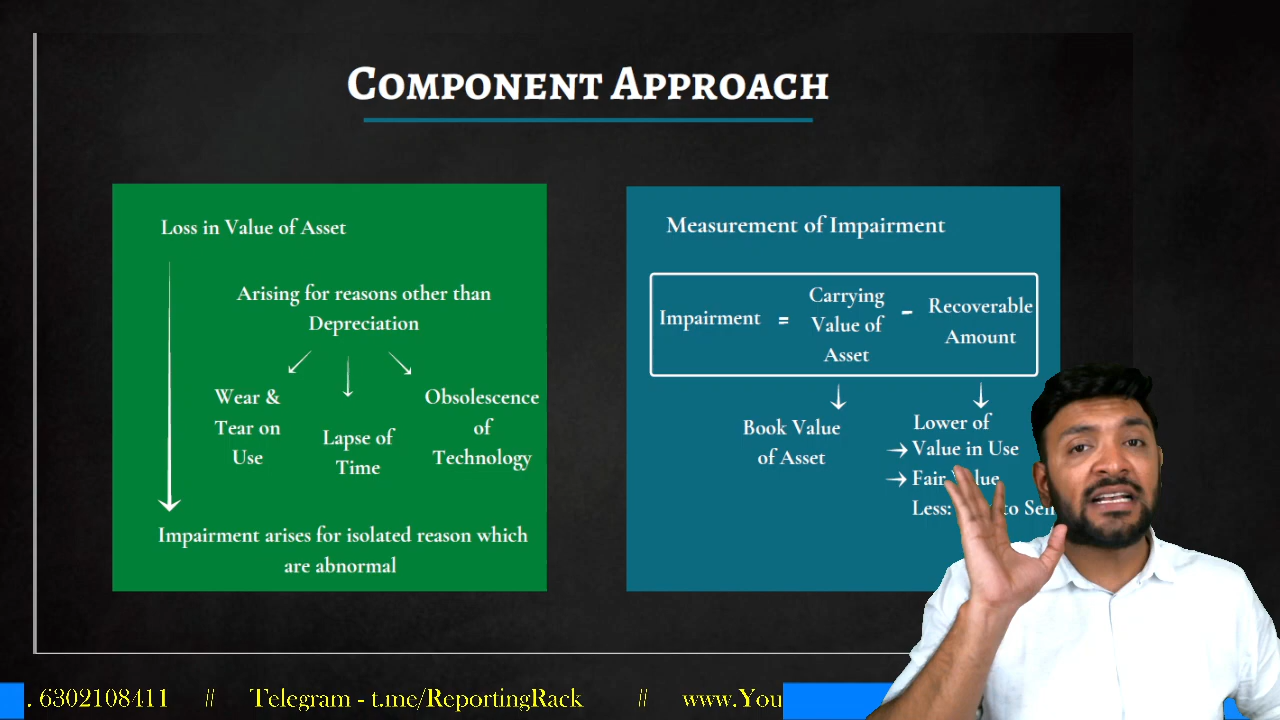 COMPONENT APPROACH
Loss in Value of Asset
Arising for reasons other than
Depreciation
Wear &
Tear on
Use
Lapse of
Time
Obsolescence
of
Technology
Impairment arises for isolated reason which
are abnormal
Measurement of Impairment
Impairment =
Carrying
Value of
Asset
-
Recoverable
Amount
Book Value
of Asset
Lower of
Value in Use
Fair Value
Less: to Sell
. 6302108411 // Telegram - t.me/ReportingRack // www.You